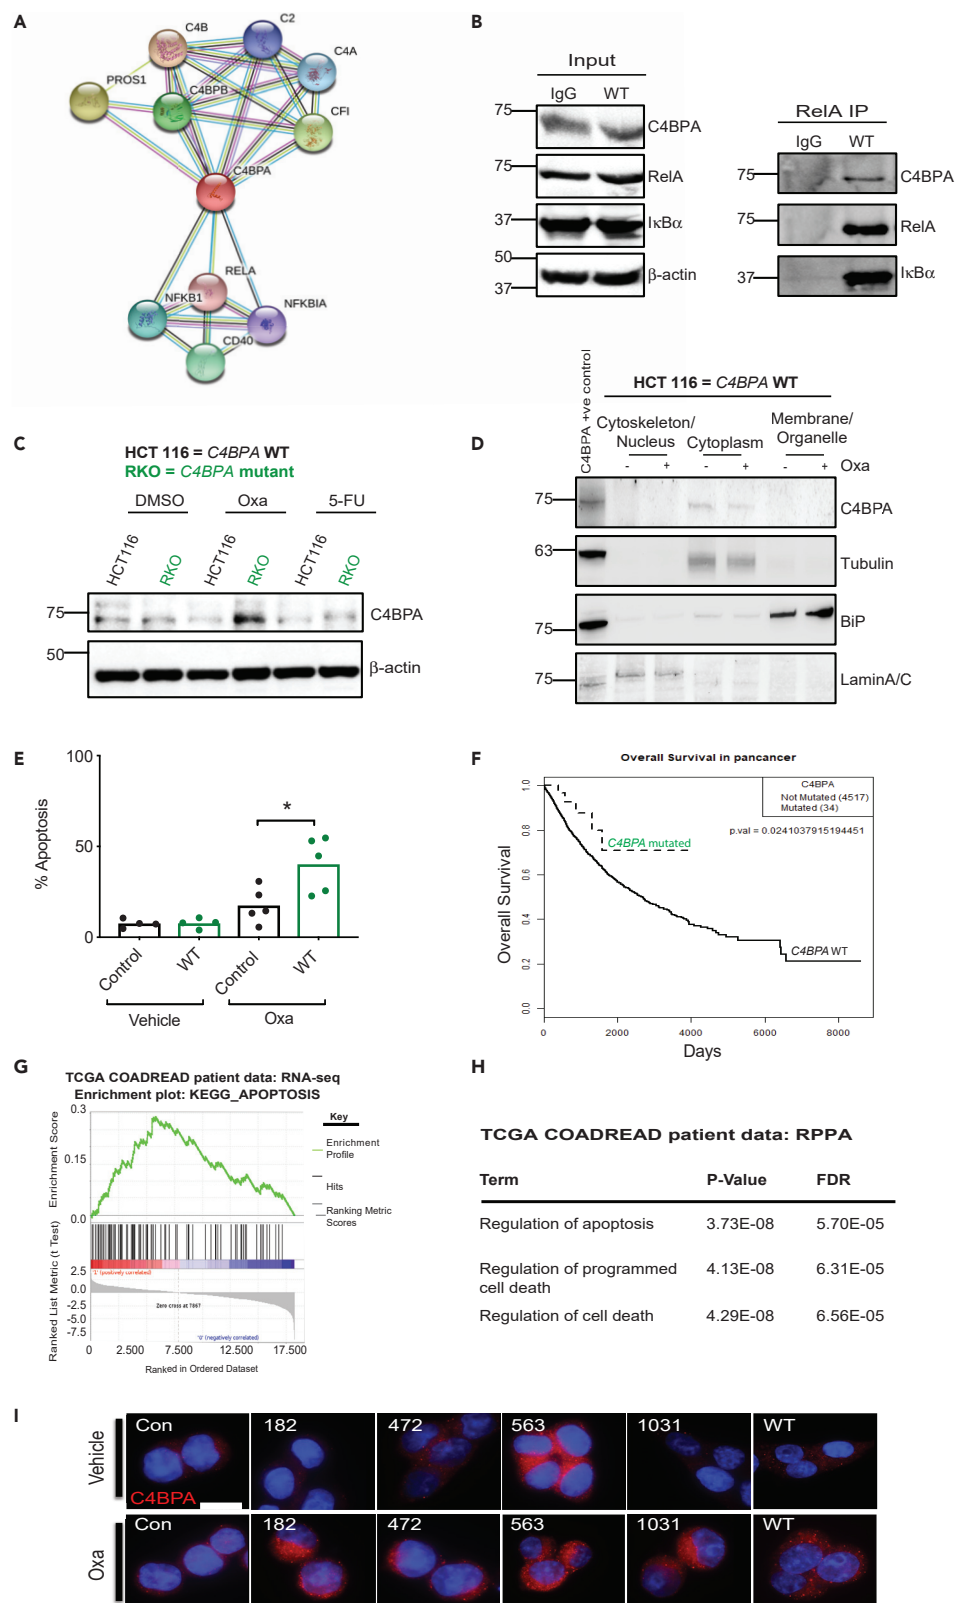 A
C4B
C2
C4A
PROS1
C4BPB
CFI
C4BPA
RELA
NFKB1
NFKBIA
CD40
B
Input
IgG WT
75
C4BPA
75
RelA
37
IκBα
50
β-actin
37
RelA IP
IgG WT
75
C4BPA
75
RelA
37
IκBα
C
HCT 116 = C4BPA WT
RKO = C4BPA mutant
DMSO Oxa 5-FU
HCT116 RKO HCT116 RKO HCT116 RKO
75
C4BPA
50
β-actin
D
C4BPA +ve control
HCT 116 = C4BPA WT
Cytoskeleton/
Nucleus
Cytoplasm
Membrane/
Organelle
- + - + - + Oxa
75
C4BPA
63
Tubulin
75
BiP
75
LaminA/C
E
% Apoptosis
100
50
0
*
Control WT Control WT
Vehicle Oxa
F
Overall Survival in pancancer
C4BPA
Not Mutated (4517)
Mutated (34)
p.val = 0.0241037915194451
C4BPA mutated
C4BPA WT
Overall Survival
1.0
0.8
0.6
0.4
0.2
0.0
0 2000 4000 6000 8000
Days
G
TCGA COADREAD patient data: RNA-seq
Enrichment plot: KEGG_APOPTOSIS
Enrichment Score
0.3
0.15
0.0
Key
Enrichment
Profile
Hits
Ranking Metric
Scores
Ranked List Metric (t Test)
'1' (positively correlated)
2.5
0.0
-2.5
-5.0
-7.5
Zero cross at 7867
'0' (negatively correlated)
0 2.500 7.500 12.500 17.500
Ranked in Ordered Dataset
H
TCGA COADREAD patient data: RPPA
Term P-Value FDR
Regulation of apoptosis 3.73E-08 5.70E-05
Regulation of programmed 4.13E-08 6.31E-05
cell death
Regulation of cell death 4.29E-08 6.56E-05
I
Vehicle
Con 182 472 563 1031 WT
C4BPA
Oxa
Con 182 472 563 1031 WT